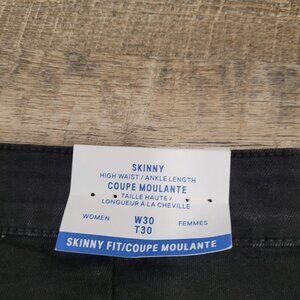 SKINNY
HIGH WAIST / ANKLE LENGTH
COUPE MOULANTE
TAILLE HAUTE /
LONGUEUR À LA CHEVILLE
WOMEN W30 FEMMES
T30
SKINNY FIT/COUPE MOULANTE